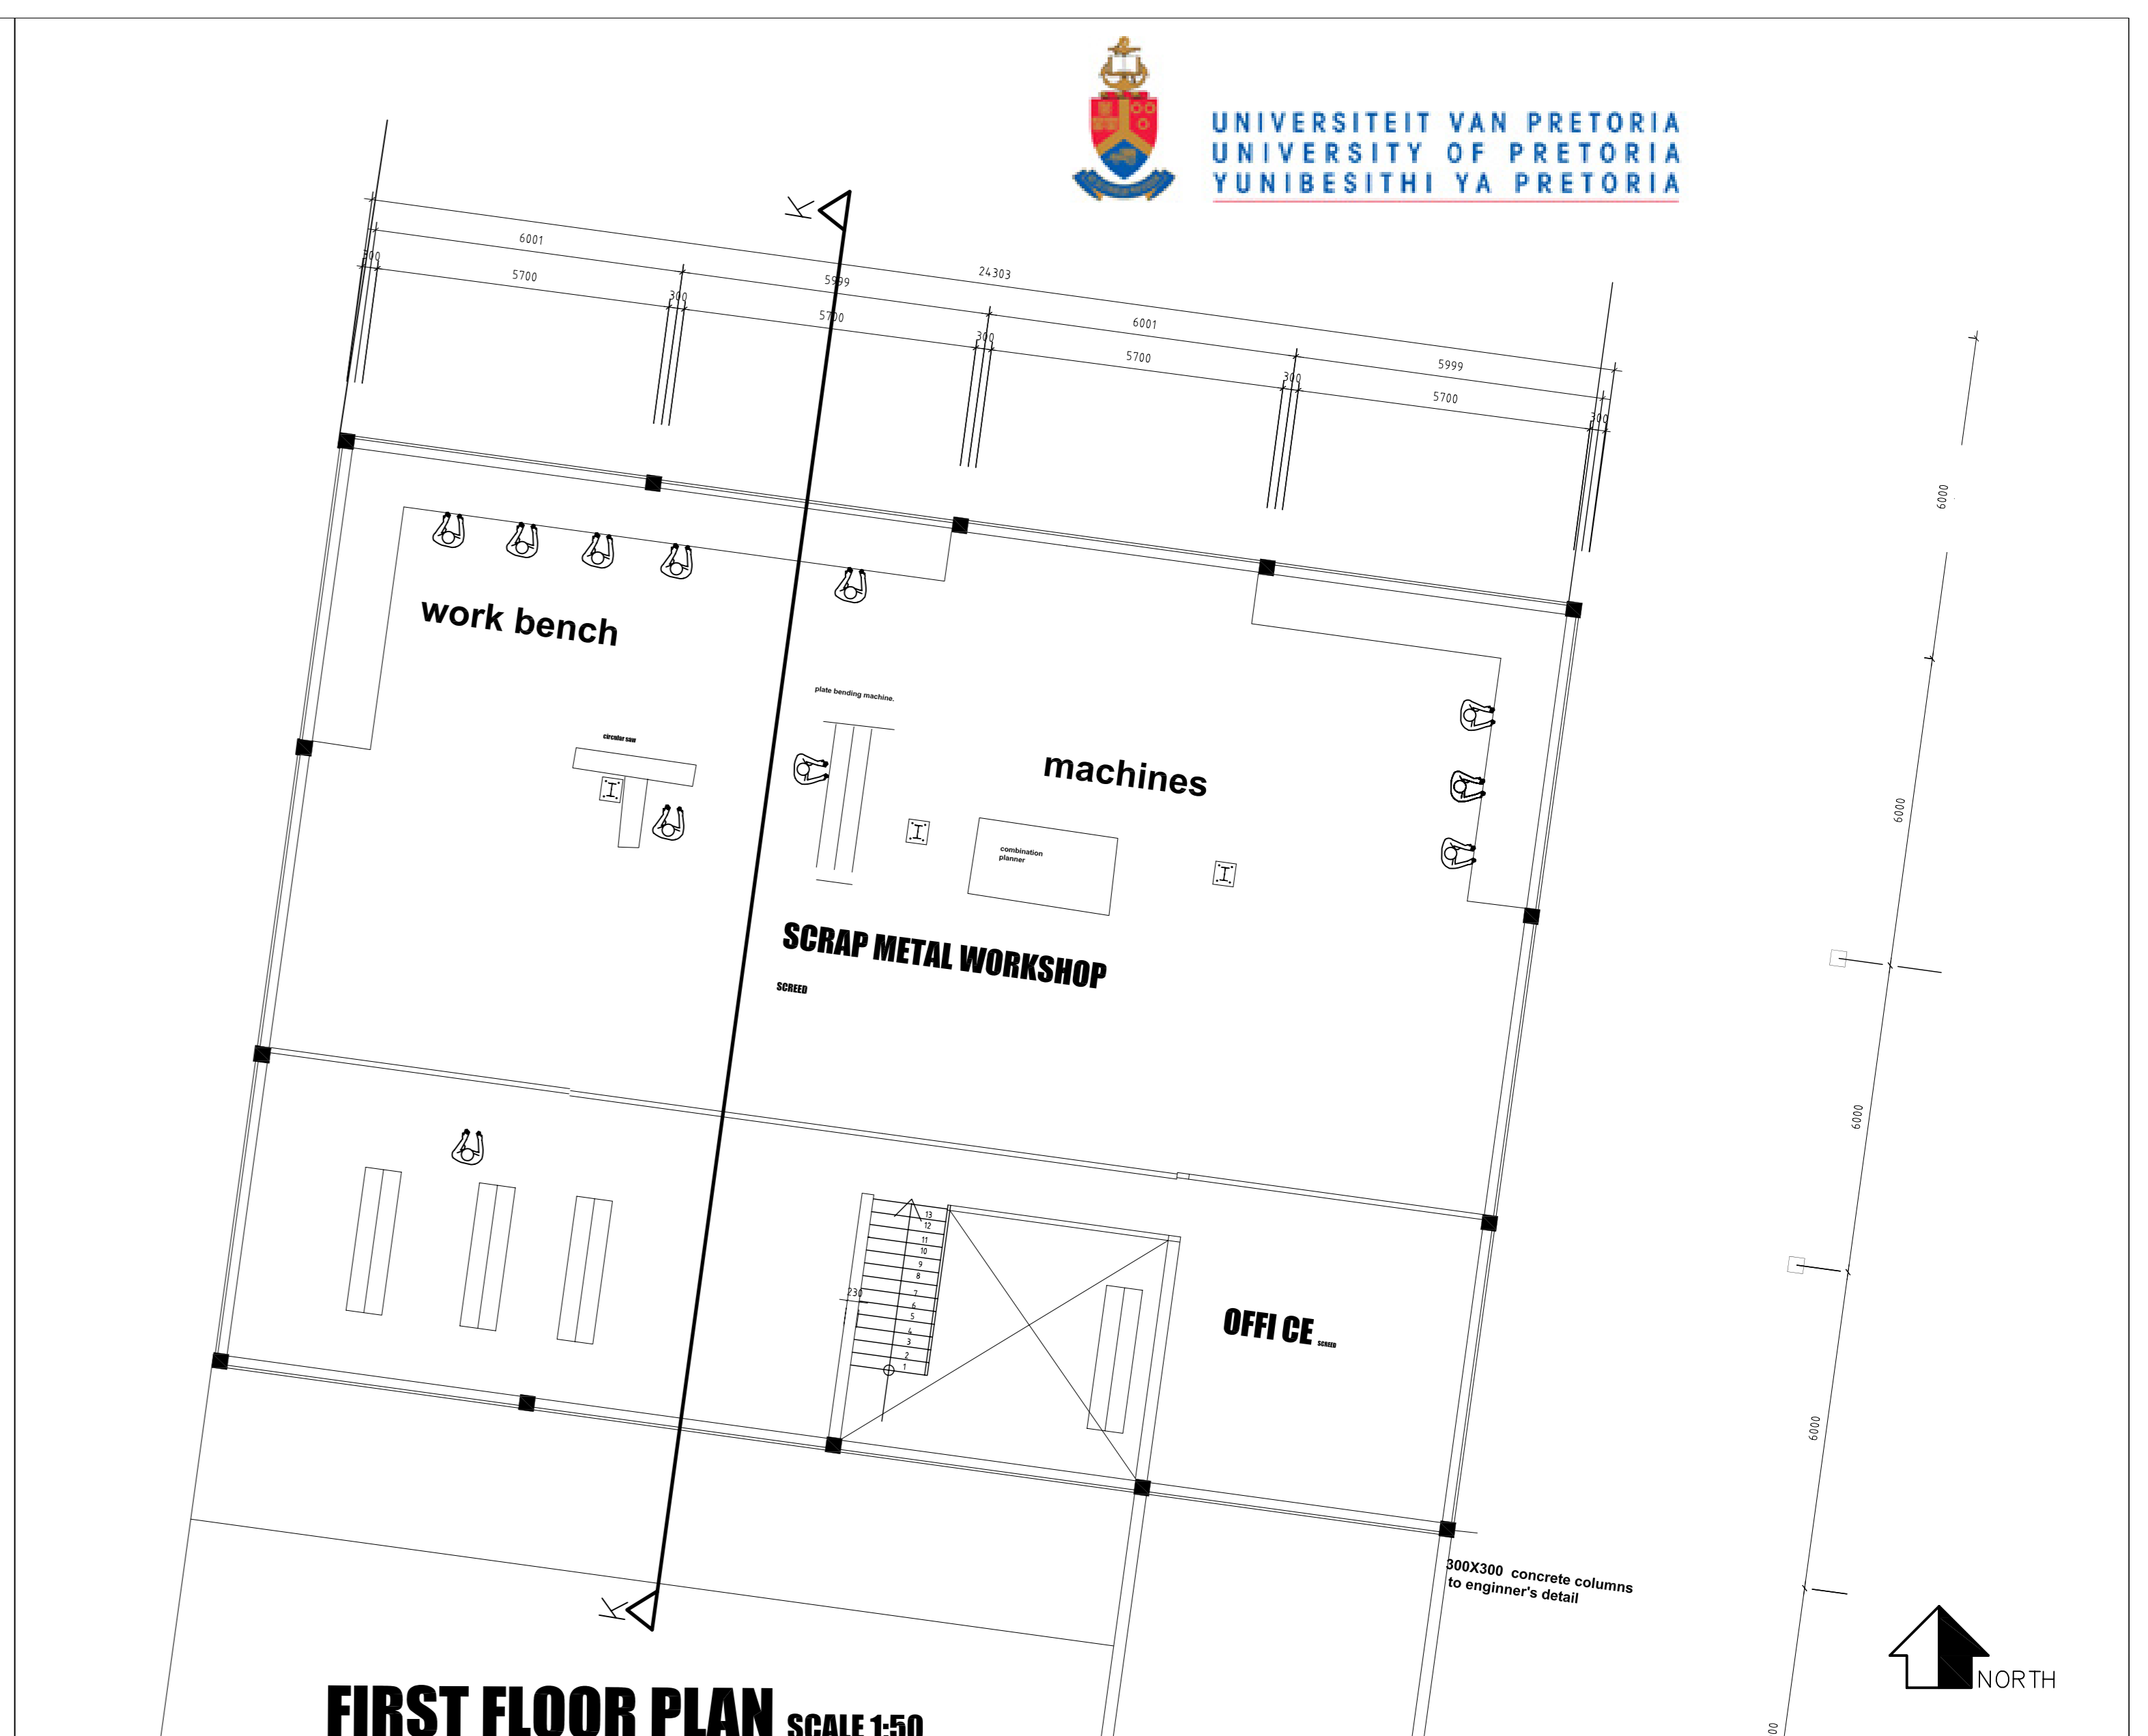 UNIVERSITEIT VAN PRETORIA
UNIVERSITY OF PRETORIA
YUNIBESITHI YA PRETORIA
K
24303
6001
5999
6001
5999
300
5700
300
5700
300
5700
300
5700
300
6000
6000
6000
6000
work bench
plate bending machine.
circular saw
machines
combination
planner
SCRAP METAL WORKSHOP
SCREED
13
12
11
10
9
8
7
6
5
4
3
2
1
230
OFFI CE SCREED
300X300 concrete columns
to enginner's detail
K
NORTH
FIRST FLOOR PLAN SCALE 1:50